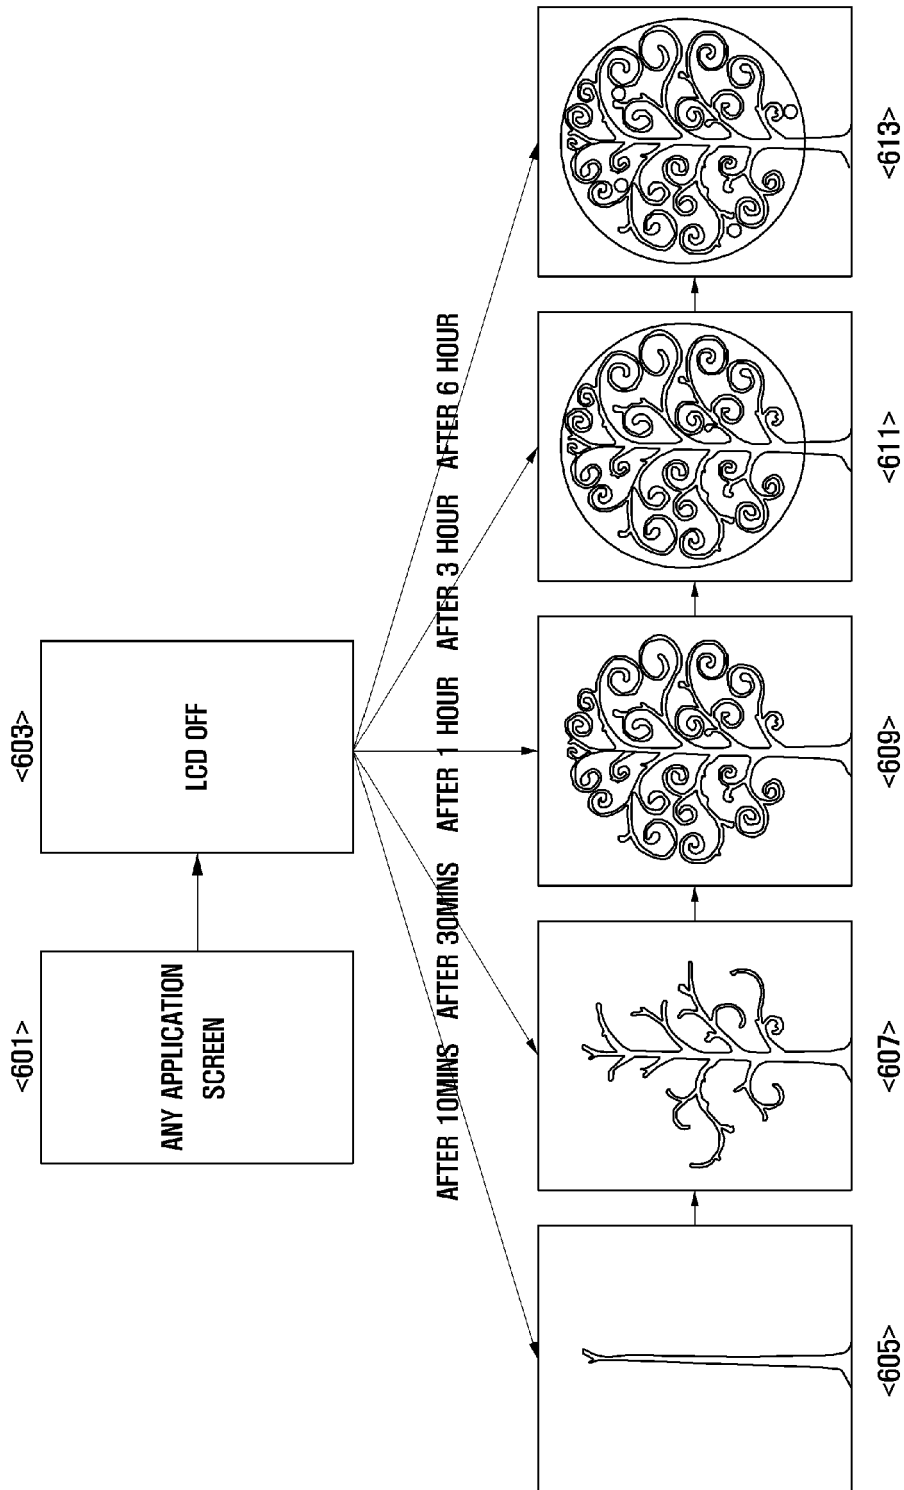 <601>
ANY APPLICATION
SCREEN
<603>
LCD OFF
AFTER 10MINS
AFTER 30MINS
AFTER 1 HOUR
AFTER 3 HOUR
AFTER 6 HOUR
<605>
<607>
<609>
<611>
<613>